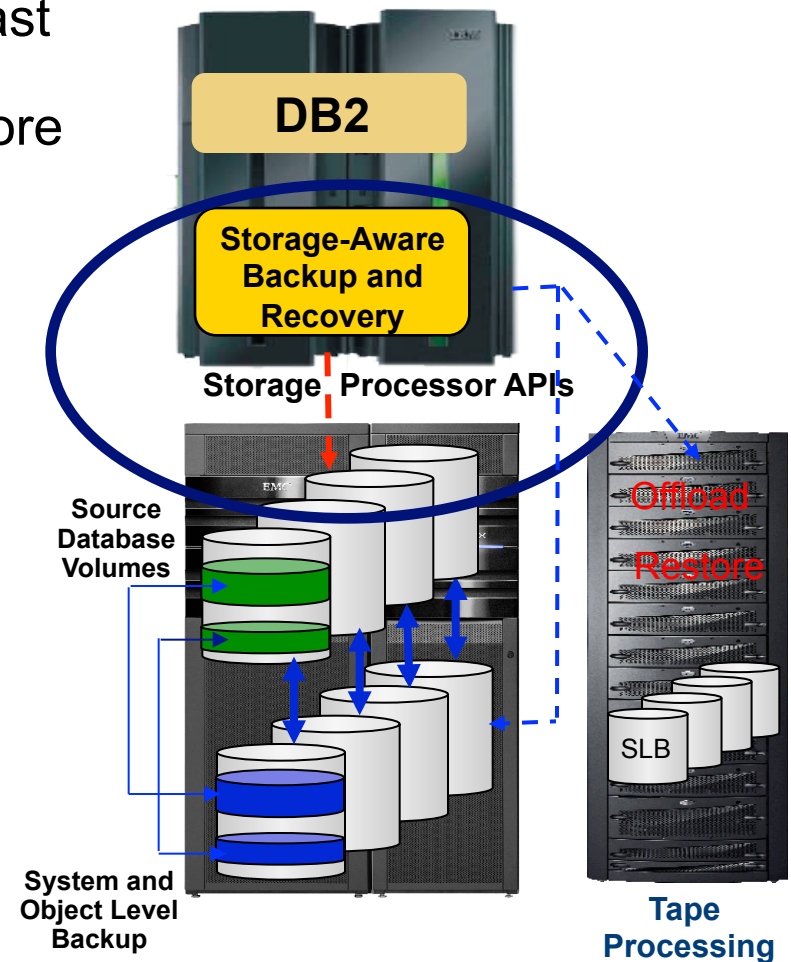 ast
ore
DB2
Storage-Aware
Backup and
Recovery
Storage Processor APIs
EMC
Source
Database
Volumes
Offload
Restore
SLB
System and
Object Level
Backup
Tape
Processing